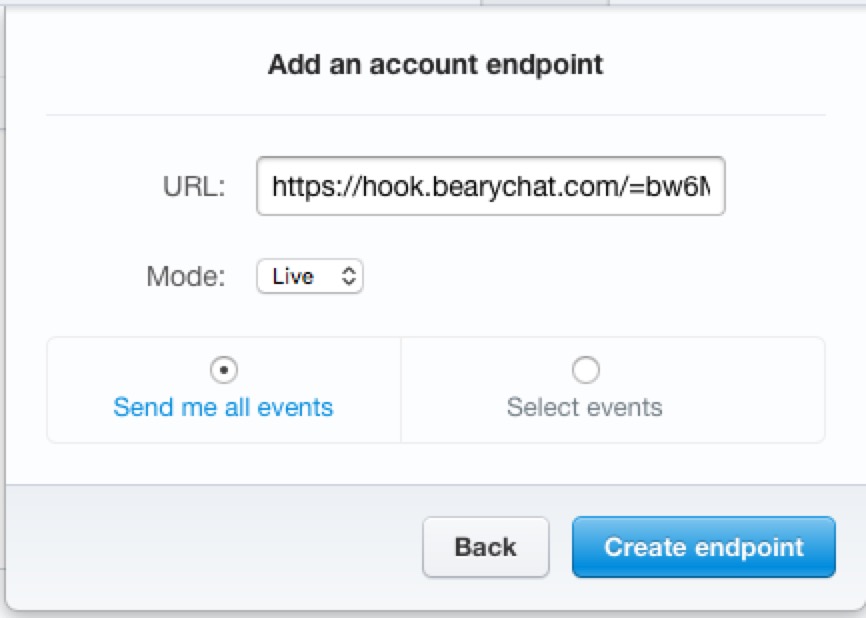 Add an account endpoint
URL: https://hook.bearychat.com/=bw6
Mode: Live
Send me all events
Select events
Back
Create endpoint